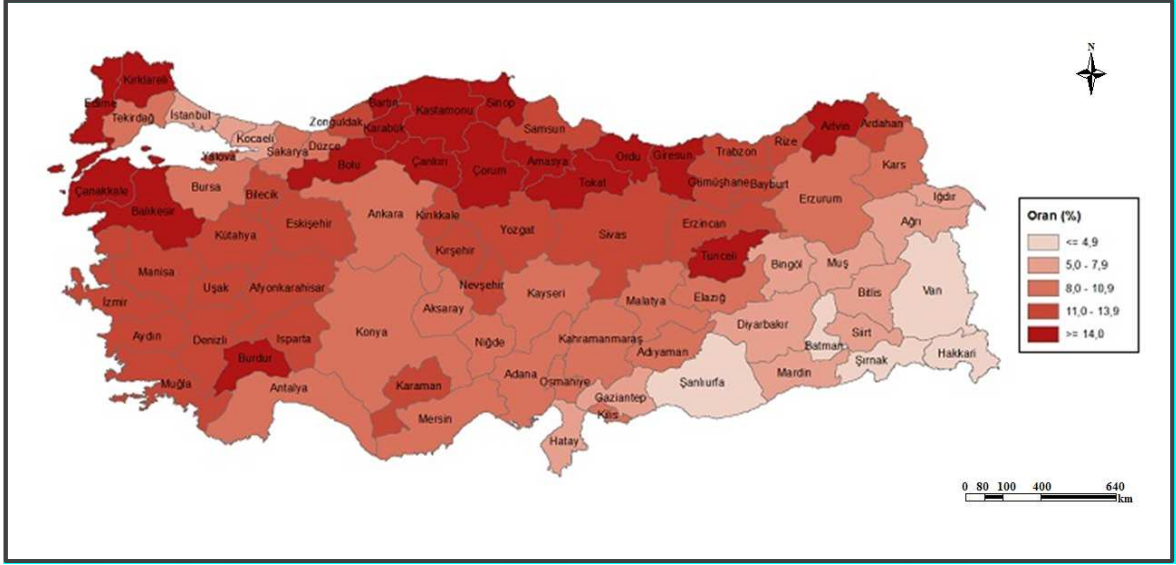 N
Kırklareli
Edirne
Tekirdağ
İstanbul
Kocaeli
Yalova
Sakarya
Düzce
Zonguldak
Bartın
Karabük
Kastamonu
Sinop
Samsun
Bolu
Çankırı
Çorum
Amasya
Tokat
Ordu
Giresun
Trabzon
Rize
Artvin
Ardahan
Kars
Gümüşhane
Bayburt
Erzurum
Iğdır
Ağrı
Çanakkale
Balıkesir
Bursa
Bilecik
Kütahya
Eskişehir
Ankara
Kırıkkale
Kırşehir
Yozgat
Sivas
Erzincan
Tunceli
Bingöl
Muş
Bitlis
Van
Manisa
İzmir
Uşak
Afyonkarahisar
Konya
Aksaray
Nevşehir
Kayseri
Malatya
Elazığ
Diyarbakır
Batman
Siirt
Şırnak
Hakkari
Aydın
Denizli
Isparta
Burdur
Muğla
Antalya
Karaman
Mersin
Niğde
Adana
Kahramanmaraş
Osmaniye
Adıyaman
Gaziantep
Kilis
Hatay
Şanlıurfa
Mardin
Oran (%)
<= 4,9
5,0 - 7,9
8,0 - 10,9
11,0 - 13,9
>= 14,0
0 80 100 400 640
km